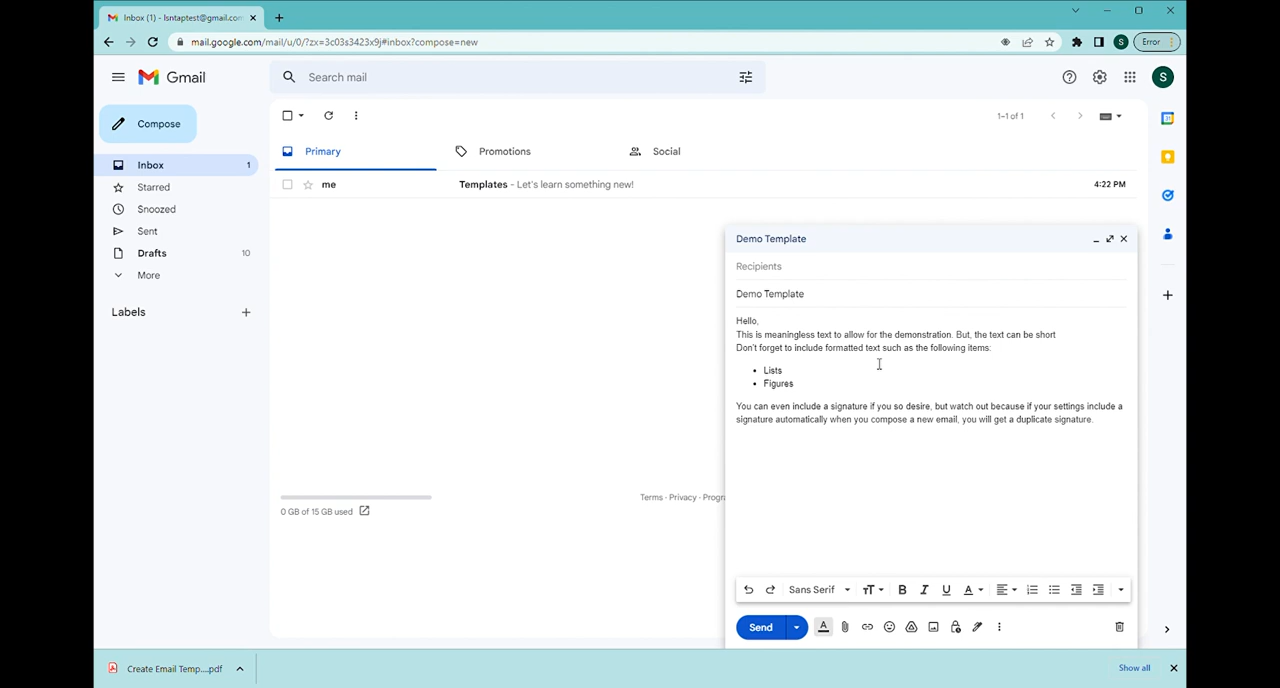 Inbox (1) - lsntaptest@gmail.com
mail.google.com/mail/u/0/?zx=3c03s3423x9j#inbox?compose=new
S
Error
Gmail
Search mail
S
Compose
1–1 of 1
Inbox 1
Primary
Promotions
Social
Starred
me
Templates - Let's learn something new!
4:22 PM
Snoozed
Sent
Drafts 10
More
Labels
Demo Template
Recipients
Demo Template
Hello,
This is meaningless text to allow for the demonstration. But, the text can be short
Don't forget to include formatted text such as the following items:
• Lists
• Figures
You can even include a signature if you so desire, but watch out because if your settings include a
signature automatically when you compose a new email, you will get a duplicate signature.
Terms · Privacy · Progra
0 GB of 15 GB used
Sans Serif
Send
Create Email Temp....pdf
Show all